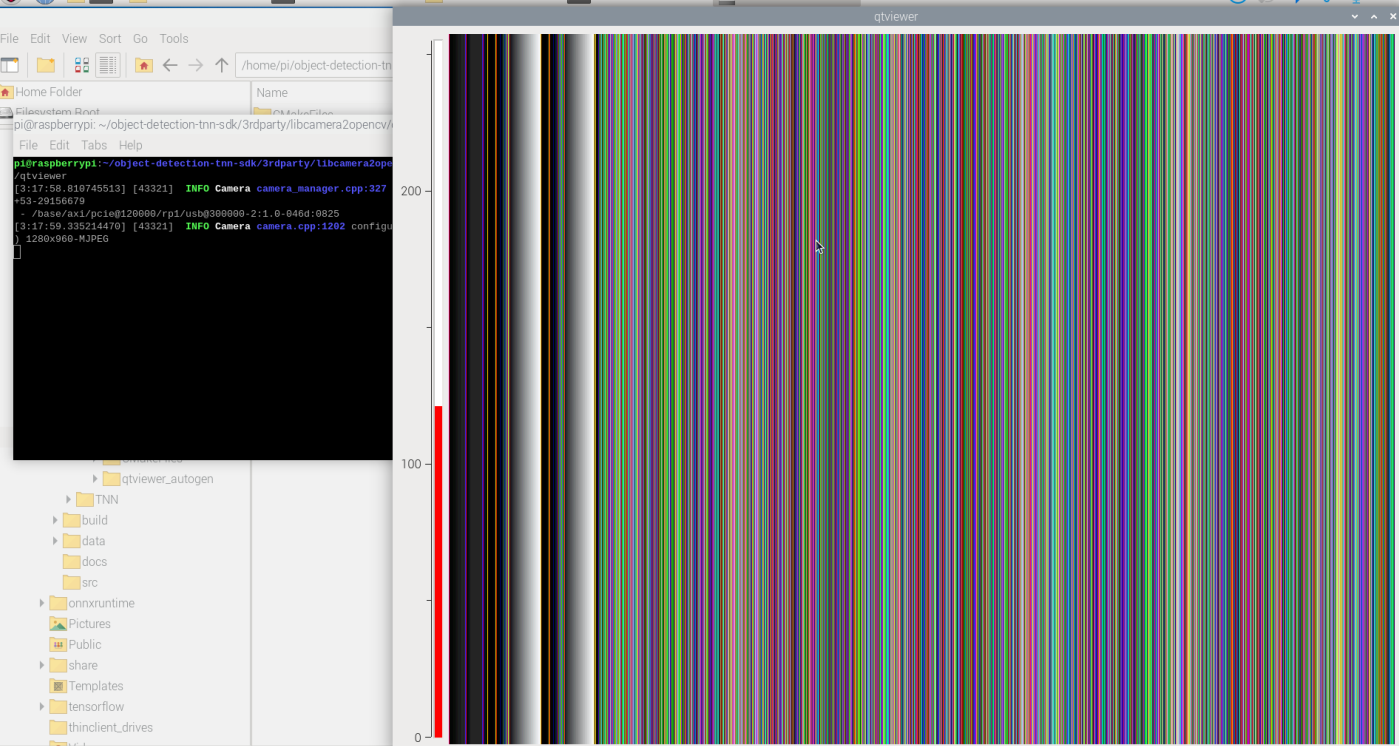 qtviewer
File Edit View Sort Go Tools
/home/pi/object-detection-tn
Home Folder
Name
Filesystem Root
CMakeFiles
pi@raspberrypi: ~/object-detection-tnn-sdk/3rdparty/libcamera2opencv/
File Edit Tabs Help
pi@raspberrypi:~/object-detection-tnn-sdk/3rdparty/libcamera2ope
/qtviewer
[3:17:58.810745513] [43321] INFO Camera camera_manager.cpp:327
+53-29156679
- /base/axi/pcie@120000/rp1/usb@300000-2:1.0-046d:0825
[3:17:59.335214470] [43321] INFO Camera camera.cpp:1202 configu
) 1280x960-MJPEG
qtviewer_autogen
TNN
build
data
docs
src
onnxruntime
Pictures
Public
share
Templates
tensorflow
thinclient_drives
200
100
0